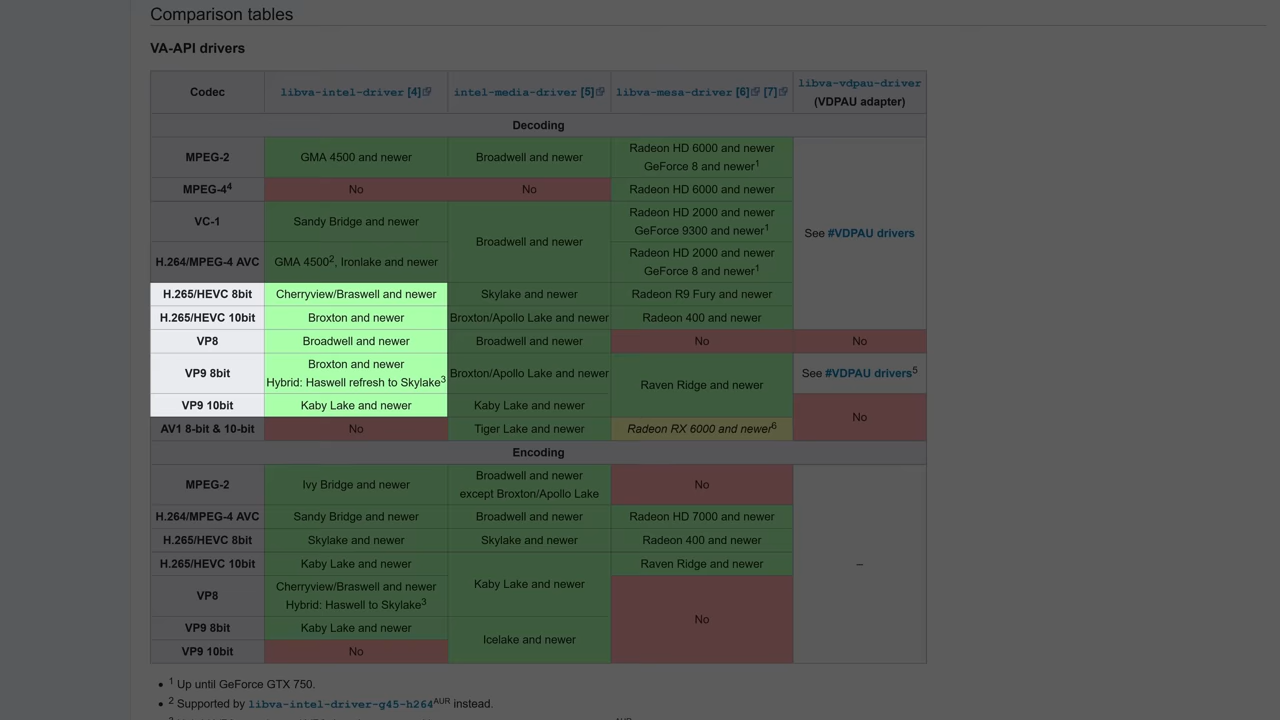 Comparison tables
VA-API drivers
Codec
libva-intel-driver [4]
intel-media-driver [5]
libva-mesa-driver [6] [7]
libva-vdpau-driver
(VDPAU adapter)
Decoding
MPEG-2
GMA 4500 and newer
Broadwell and newer
Radeon HD 6000 and newer
GeForce 8 and newer1
See #VDPAU drivers
MPEG-44
No
No
Radeon HD 6000 and newer
VC-1
Sandy Bridge and newer
Broadwell and newer
Radeon HD 2000 and newer
GeForce 9300 and newer1
H.264/MPEG-4 AVC
GMA 45002, Ironlake and newer
Radeon HD 2000 and newer
GeForce 8 and newer1
H.265/HEVC 8bit
Cherryview/Braswell and newer
Skylake and newer
Radeon R9 Fury and newer
H.265/HEVC 10bit
Broxton and newer
Broxton/Apollo Lake and newer
Radeon 400 and newer
VP8
Broadwell and newer
Broadwell and newer
No
No
VP9 8bit
Broxton and newer
Hybrid: Haswell refresh to Skylake3
Broxton/Apollo Lake and newer
Raven Ridge and newer
See #VDPAU drivers5
VP9 10bit
Kaby Lake and newer
Kaby Lake and newer
No
AV1 8-bit & 10-bit
No
Tiger Lake and newer
Radeon RX 6000 and newer6
Encoding
MPEG-2
Ivy Bridge and newer
Broadwell and newer
except Broxton/Apollo Lake
No
–
H.264/MPEG-4 AVC
Sandy Bridge and newer
Broadwell and newer
Radeon HD 7000 and newer
H.265/HEVC 8bit
Skylake and newer
Skylake and newer
Radeon 400 and newer
H.265/HEVC 10bit
Kaby Lake and newer
Kaby Lake and newer
Raven Ridge and newer
VP8
Cherryview/Braswell and newer
Hybrid: Haswell to Skylake3
No
VP9 8bit
Kaby Lake and newer
Icelake and newer
VP9 10bit
No
1 Up until GeForce GTX 750.
2 Supported by libva-intel-driver-g45-h264AUR instead.